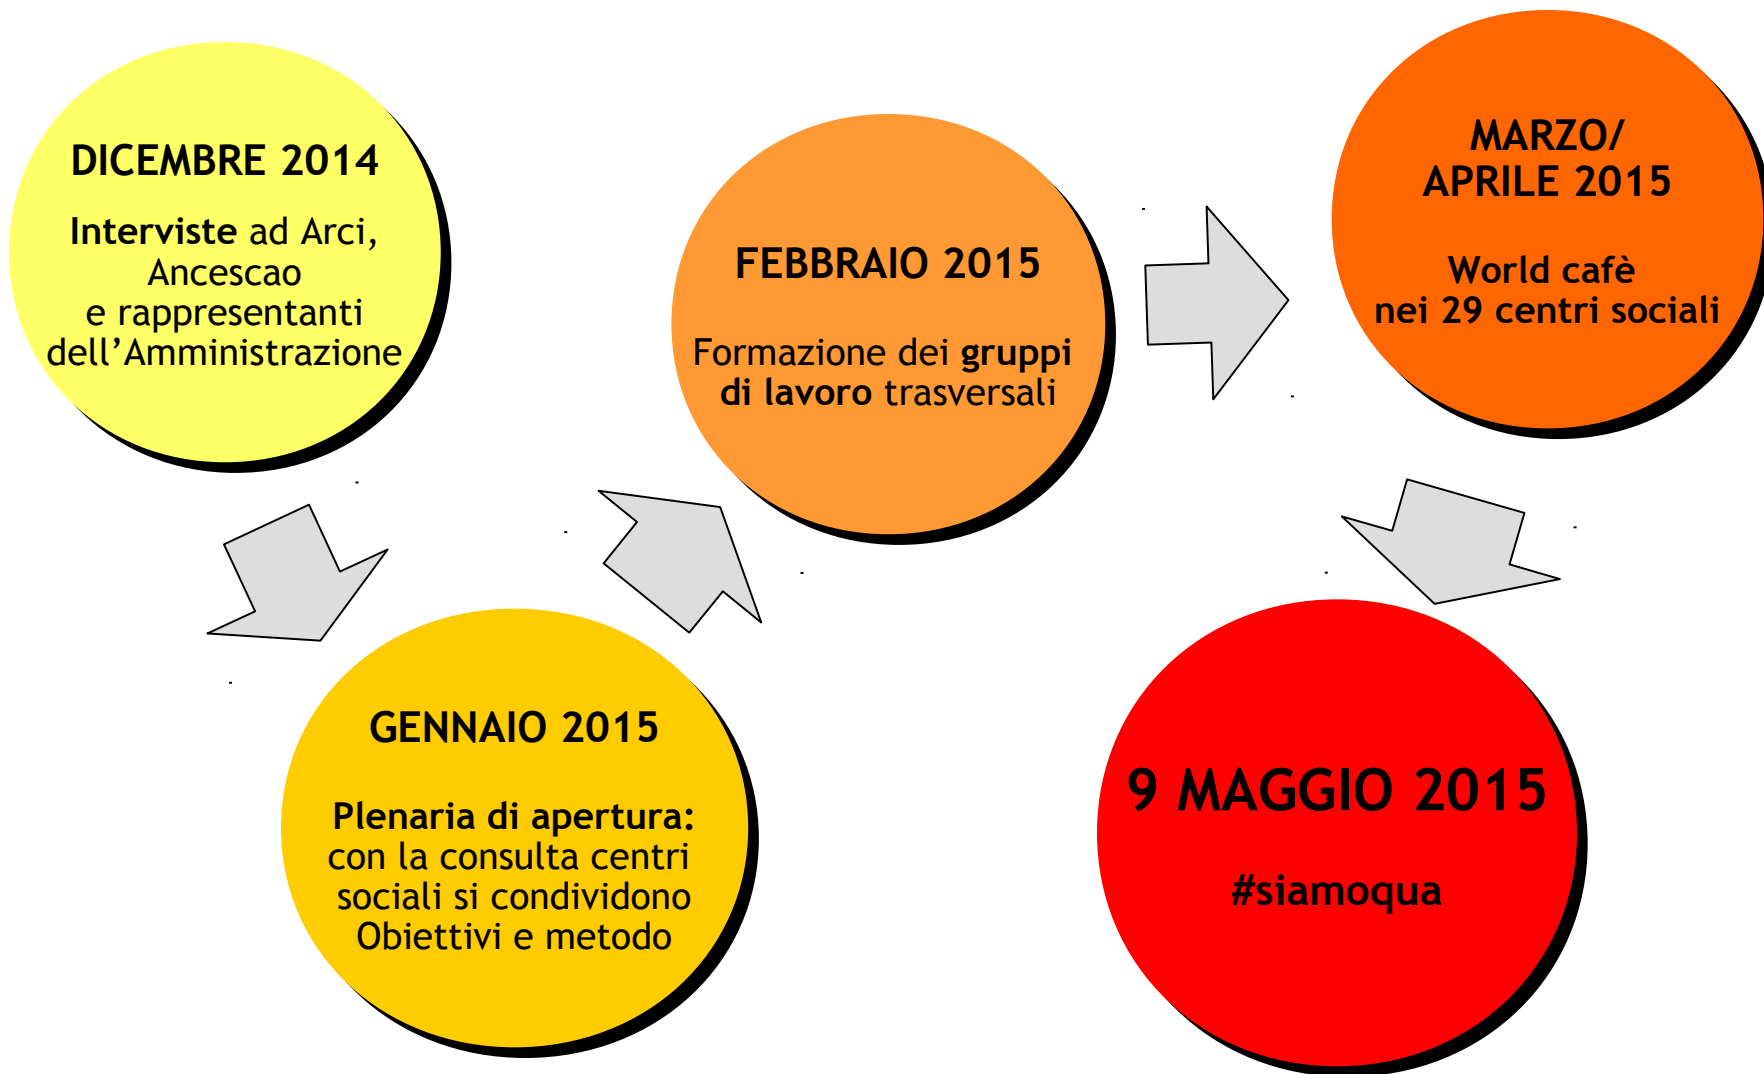 DICEMBRE 2014
Interviste ad Arci,
Ancescao
e rappresentanti
dell’Amministrazione
GENNAIO 2015
Plenaria di apertura:
con la consulta centri
sociali si condividono
Obiettivi e metodo
FEBBRAIO 2015
Formazione dei gruppi
di lavoro trasversali
MARZO/
APRILE 2015
World cafè
nei 29 centri sociali
9 MAGGIO 2015
#siamoqua